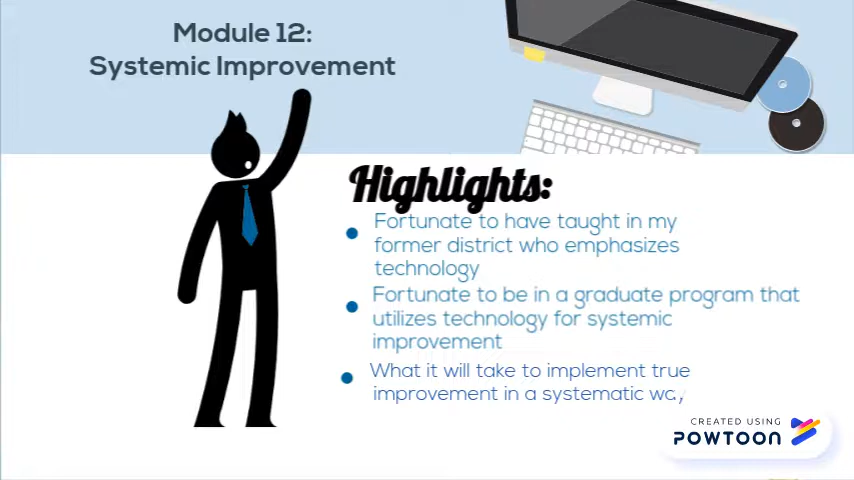 Module 12:
Systemic Improvement
Highlights:
Fortunate to have taught in my
former district who emphasizes
technology
Fortunate to be in a graduate program that
utilizes technology for systemic
improvement
What it will take to implement true
improvement in a systematic
CREATED USING
POWTOON